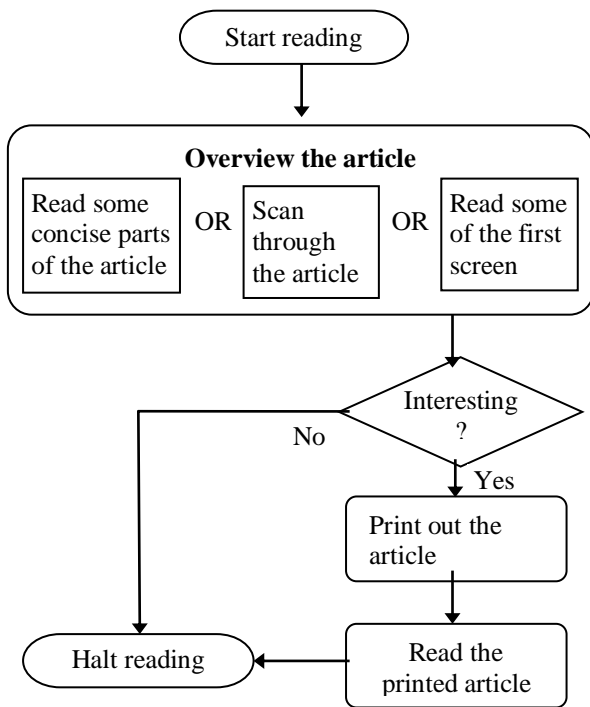 Start reading
Overview the article
Read some
concise parts
of the article
OR
Scan
through
the article
OR
Read some
of the first
screen
Interesting
?
No
Yes
Print out the
article
Halt reading
Read the
printed article